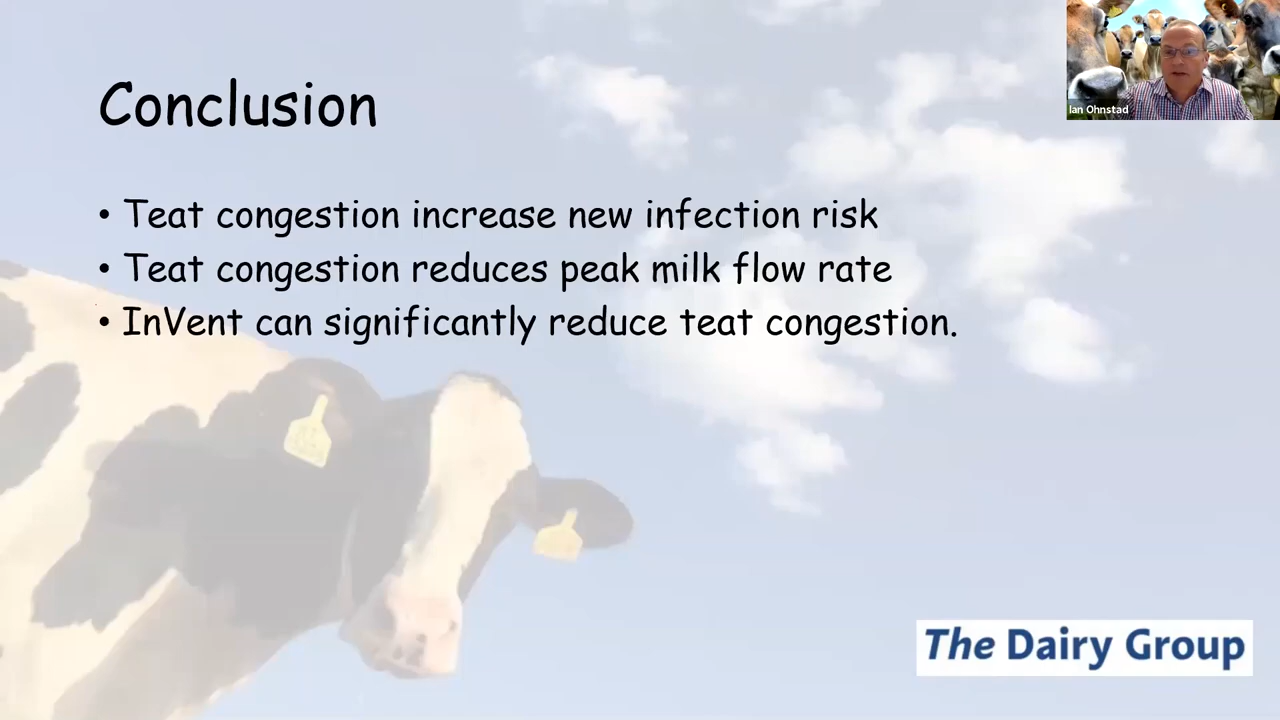 Conclusion
Ian Ohnstad
• Teat congestion increase new infection risk
• Teat congestion reduces peak milk flow rate
• InVent can significantly reduce teat congestion.
The Dairy Group